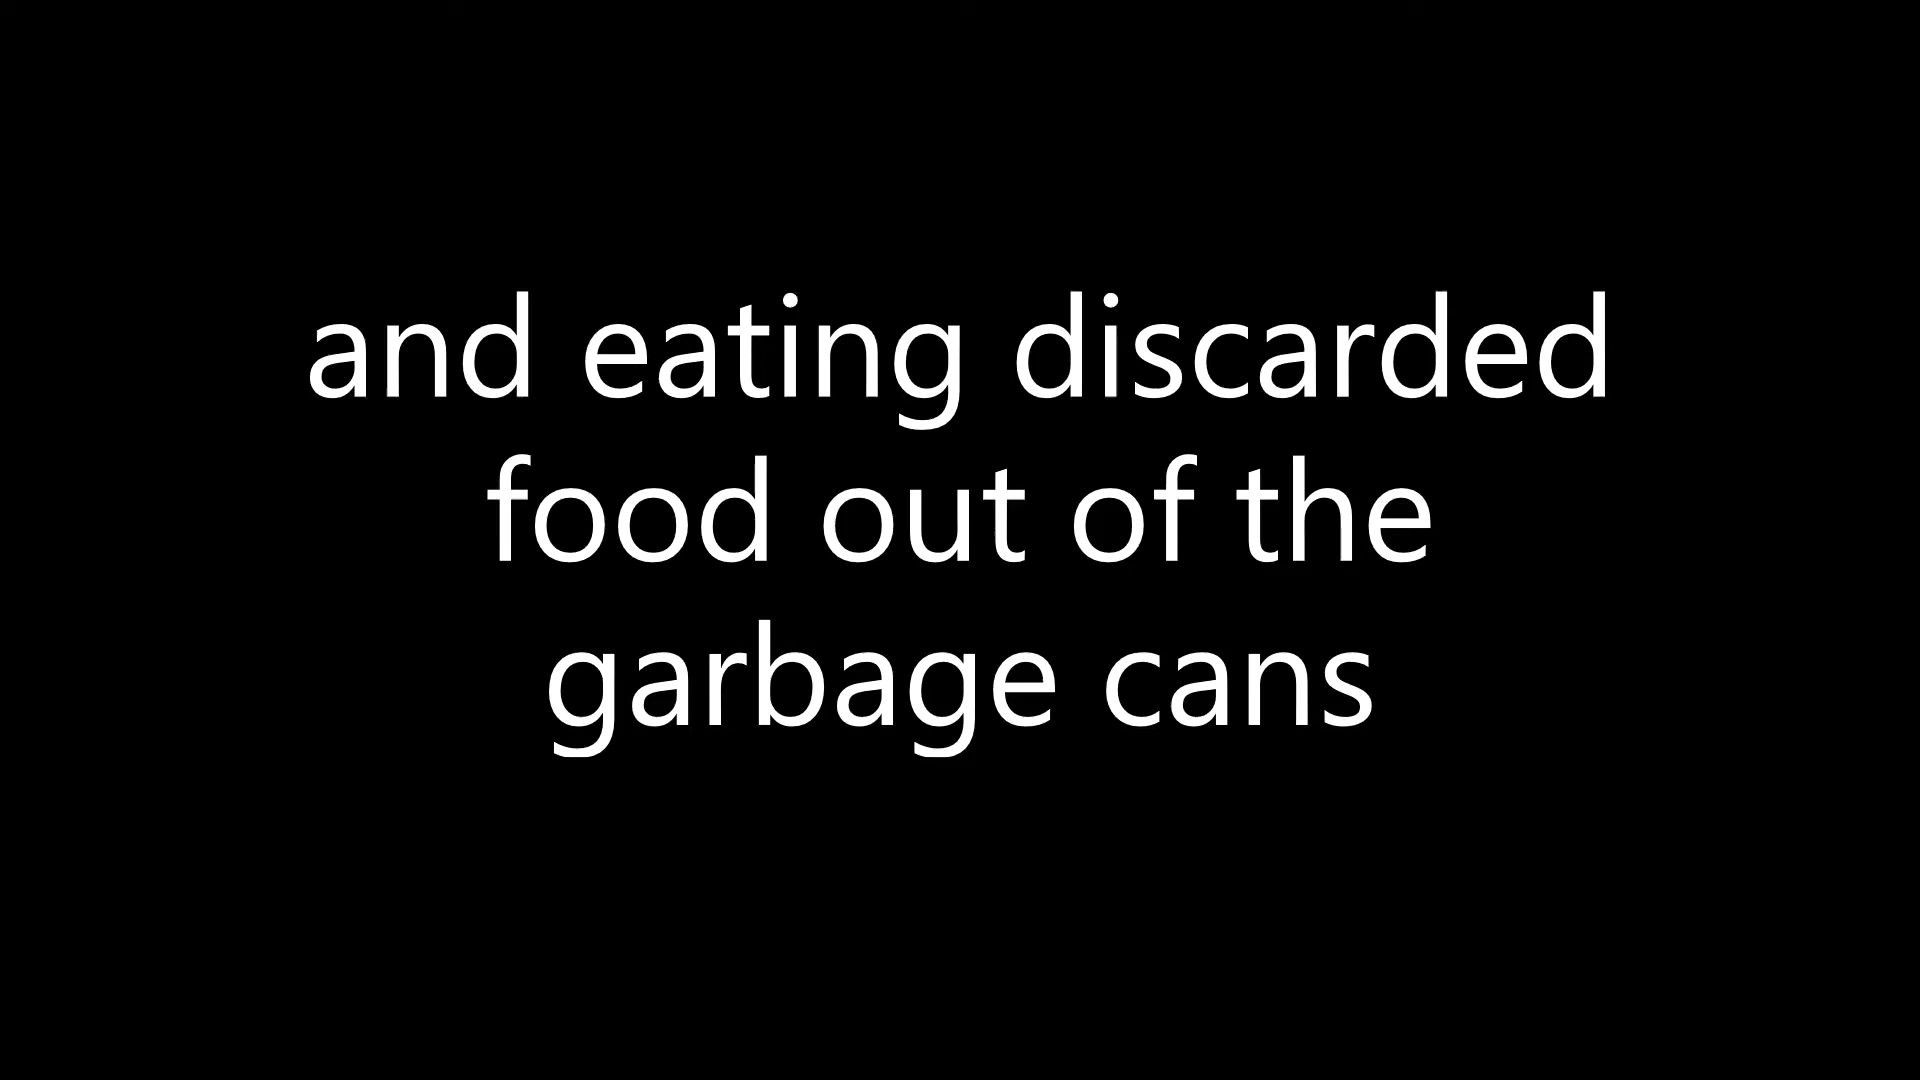 and eating discarded
food out of the
garbage cans